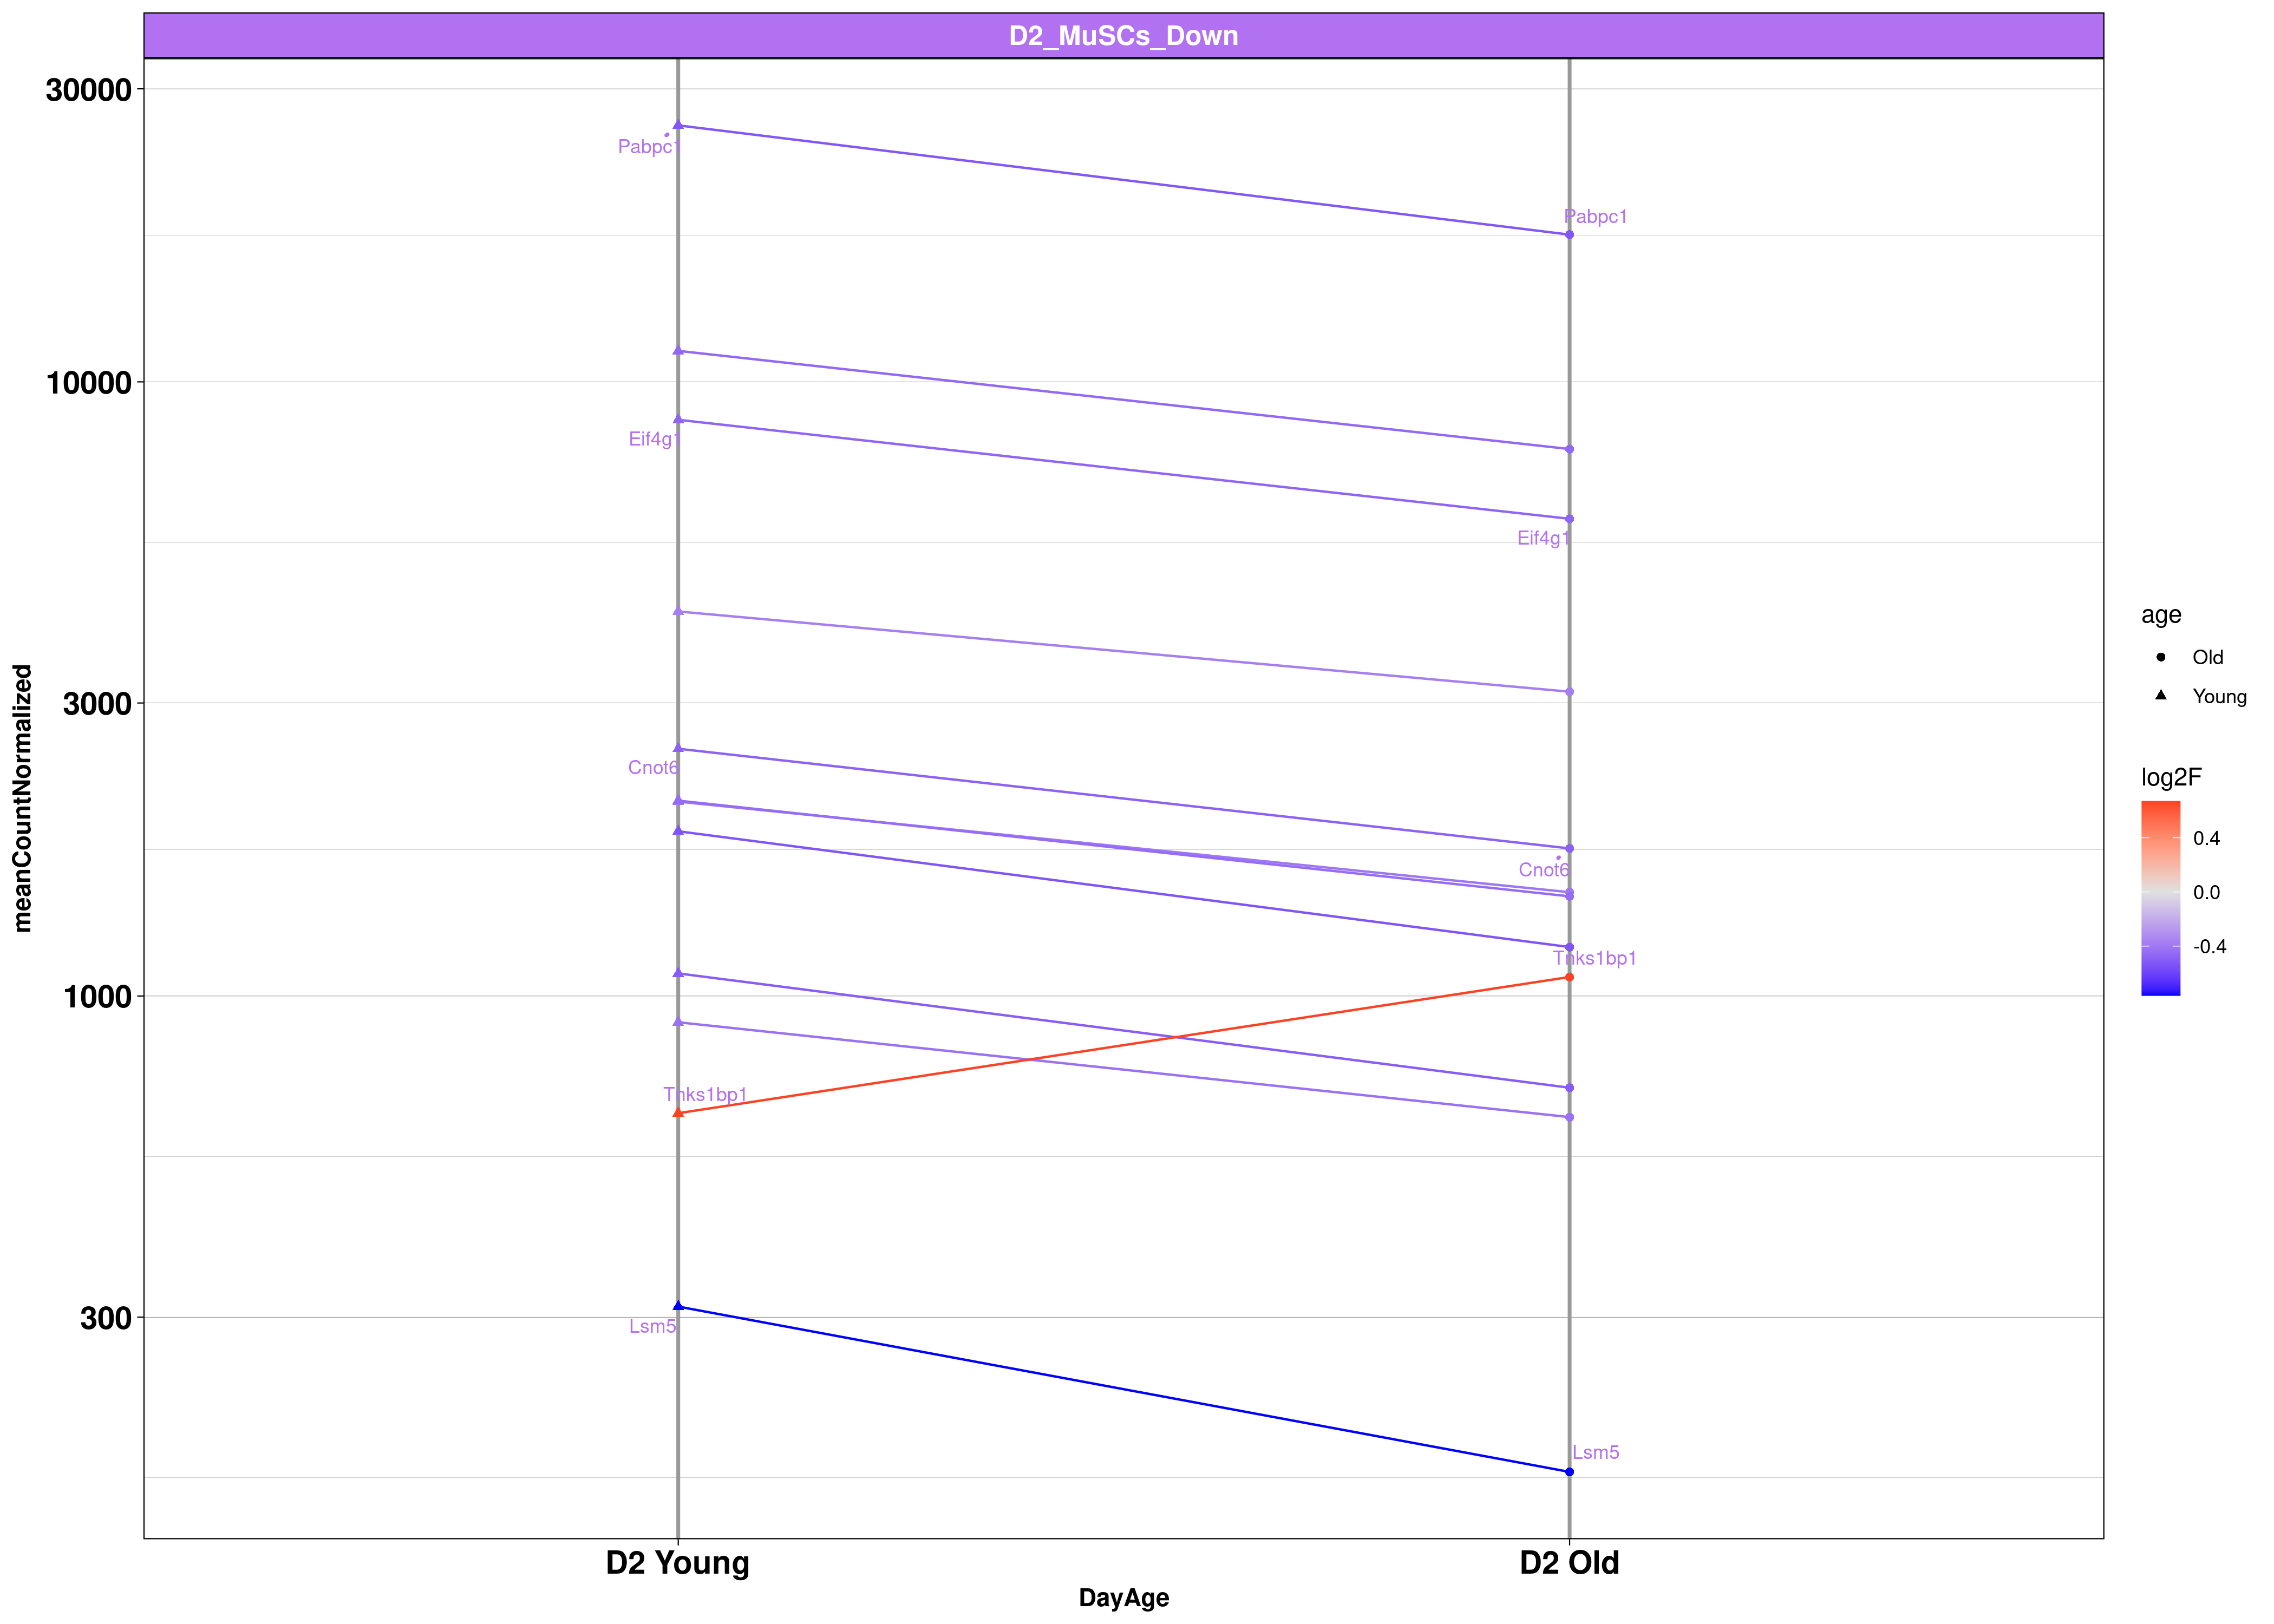 D2_MuSCs_Down
30000
10000
3000
1000
300
meanCountNormalized
Pabpc1
Pabpc1
Eif4g1
Eif4g1
Cnot6
Cnot6
Tnks1bp1
Tnks1bp1
Lsm5
Lsm5
D2 Young
D2 Old
DayAge
age
Old
Young
log2F
0.4
0.0
-0.4